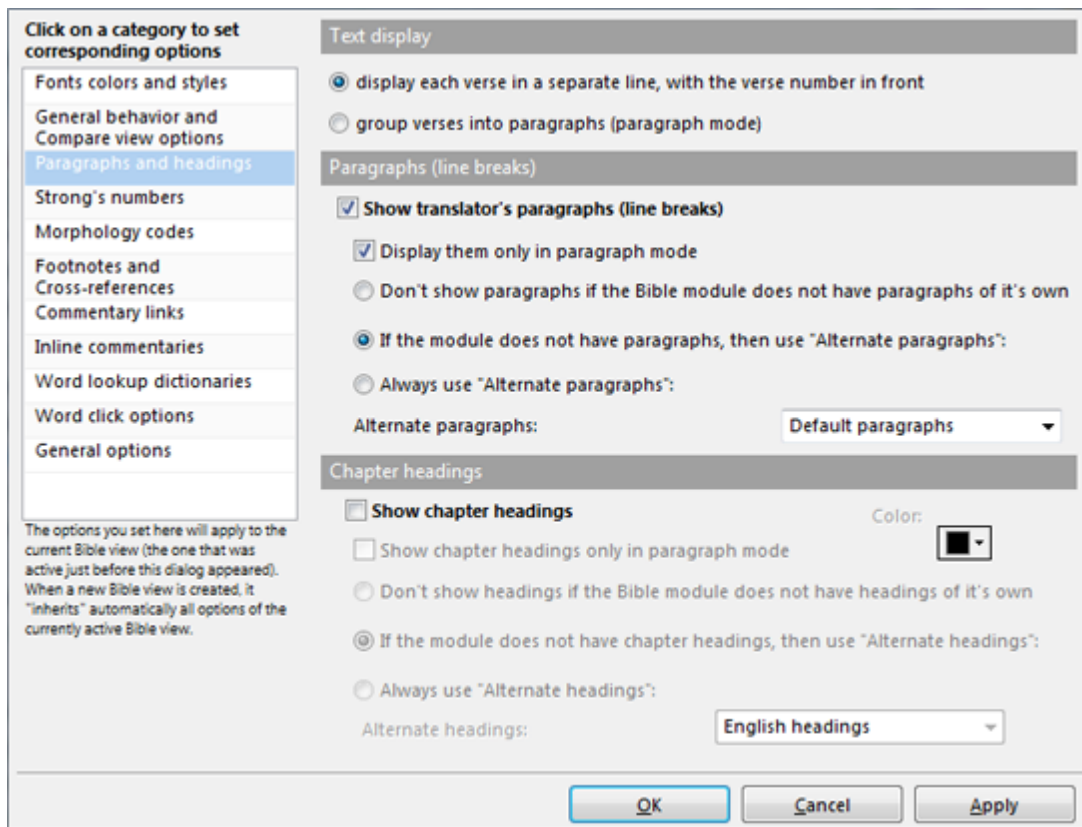 Click on a category to set
corresponding options
Fonts colors and styles
General behavior and
Compare view options
Paragraphs and headings
Strong's numbers
Morphology codes
Footnotes and
Cross-references
Commentary links
Inline commentaries
Word lookup dictionaries
Word click options
General options
The options you set here will apply to the
current Bible view (the one that was
active just before this dialog appeared).
When a new Bible view is created, it
"inherits" automatically all options of the
currently active Bible view.
Text display
display each verse in a separate line, with the verse number in front
group verses into paragraphs (paragraph mode)
Paragraphs (line breaks)
Show translator's paragraphs (line breaks)
Display them only in paragraph mode
Don't show paragraphs if the Bible module does not have paragraphs of it's own
If the module does not have paragraphs, then use "Alternate paragraphs":
Always use "Alternate paragraphs":
Alternate paragraphs: Default paragraphs
Chapter headings
Show chapter headings Color:
Show chapter headings only in paragraph mode
Don't show headings if the Bible module does not have headings of it's own
If the module does not have chapter headings, then use "Alternate headings":
Always use "Alternate headings":
Alternate headings: English headings
OK Cancel Apply